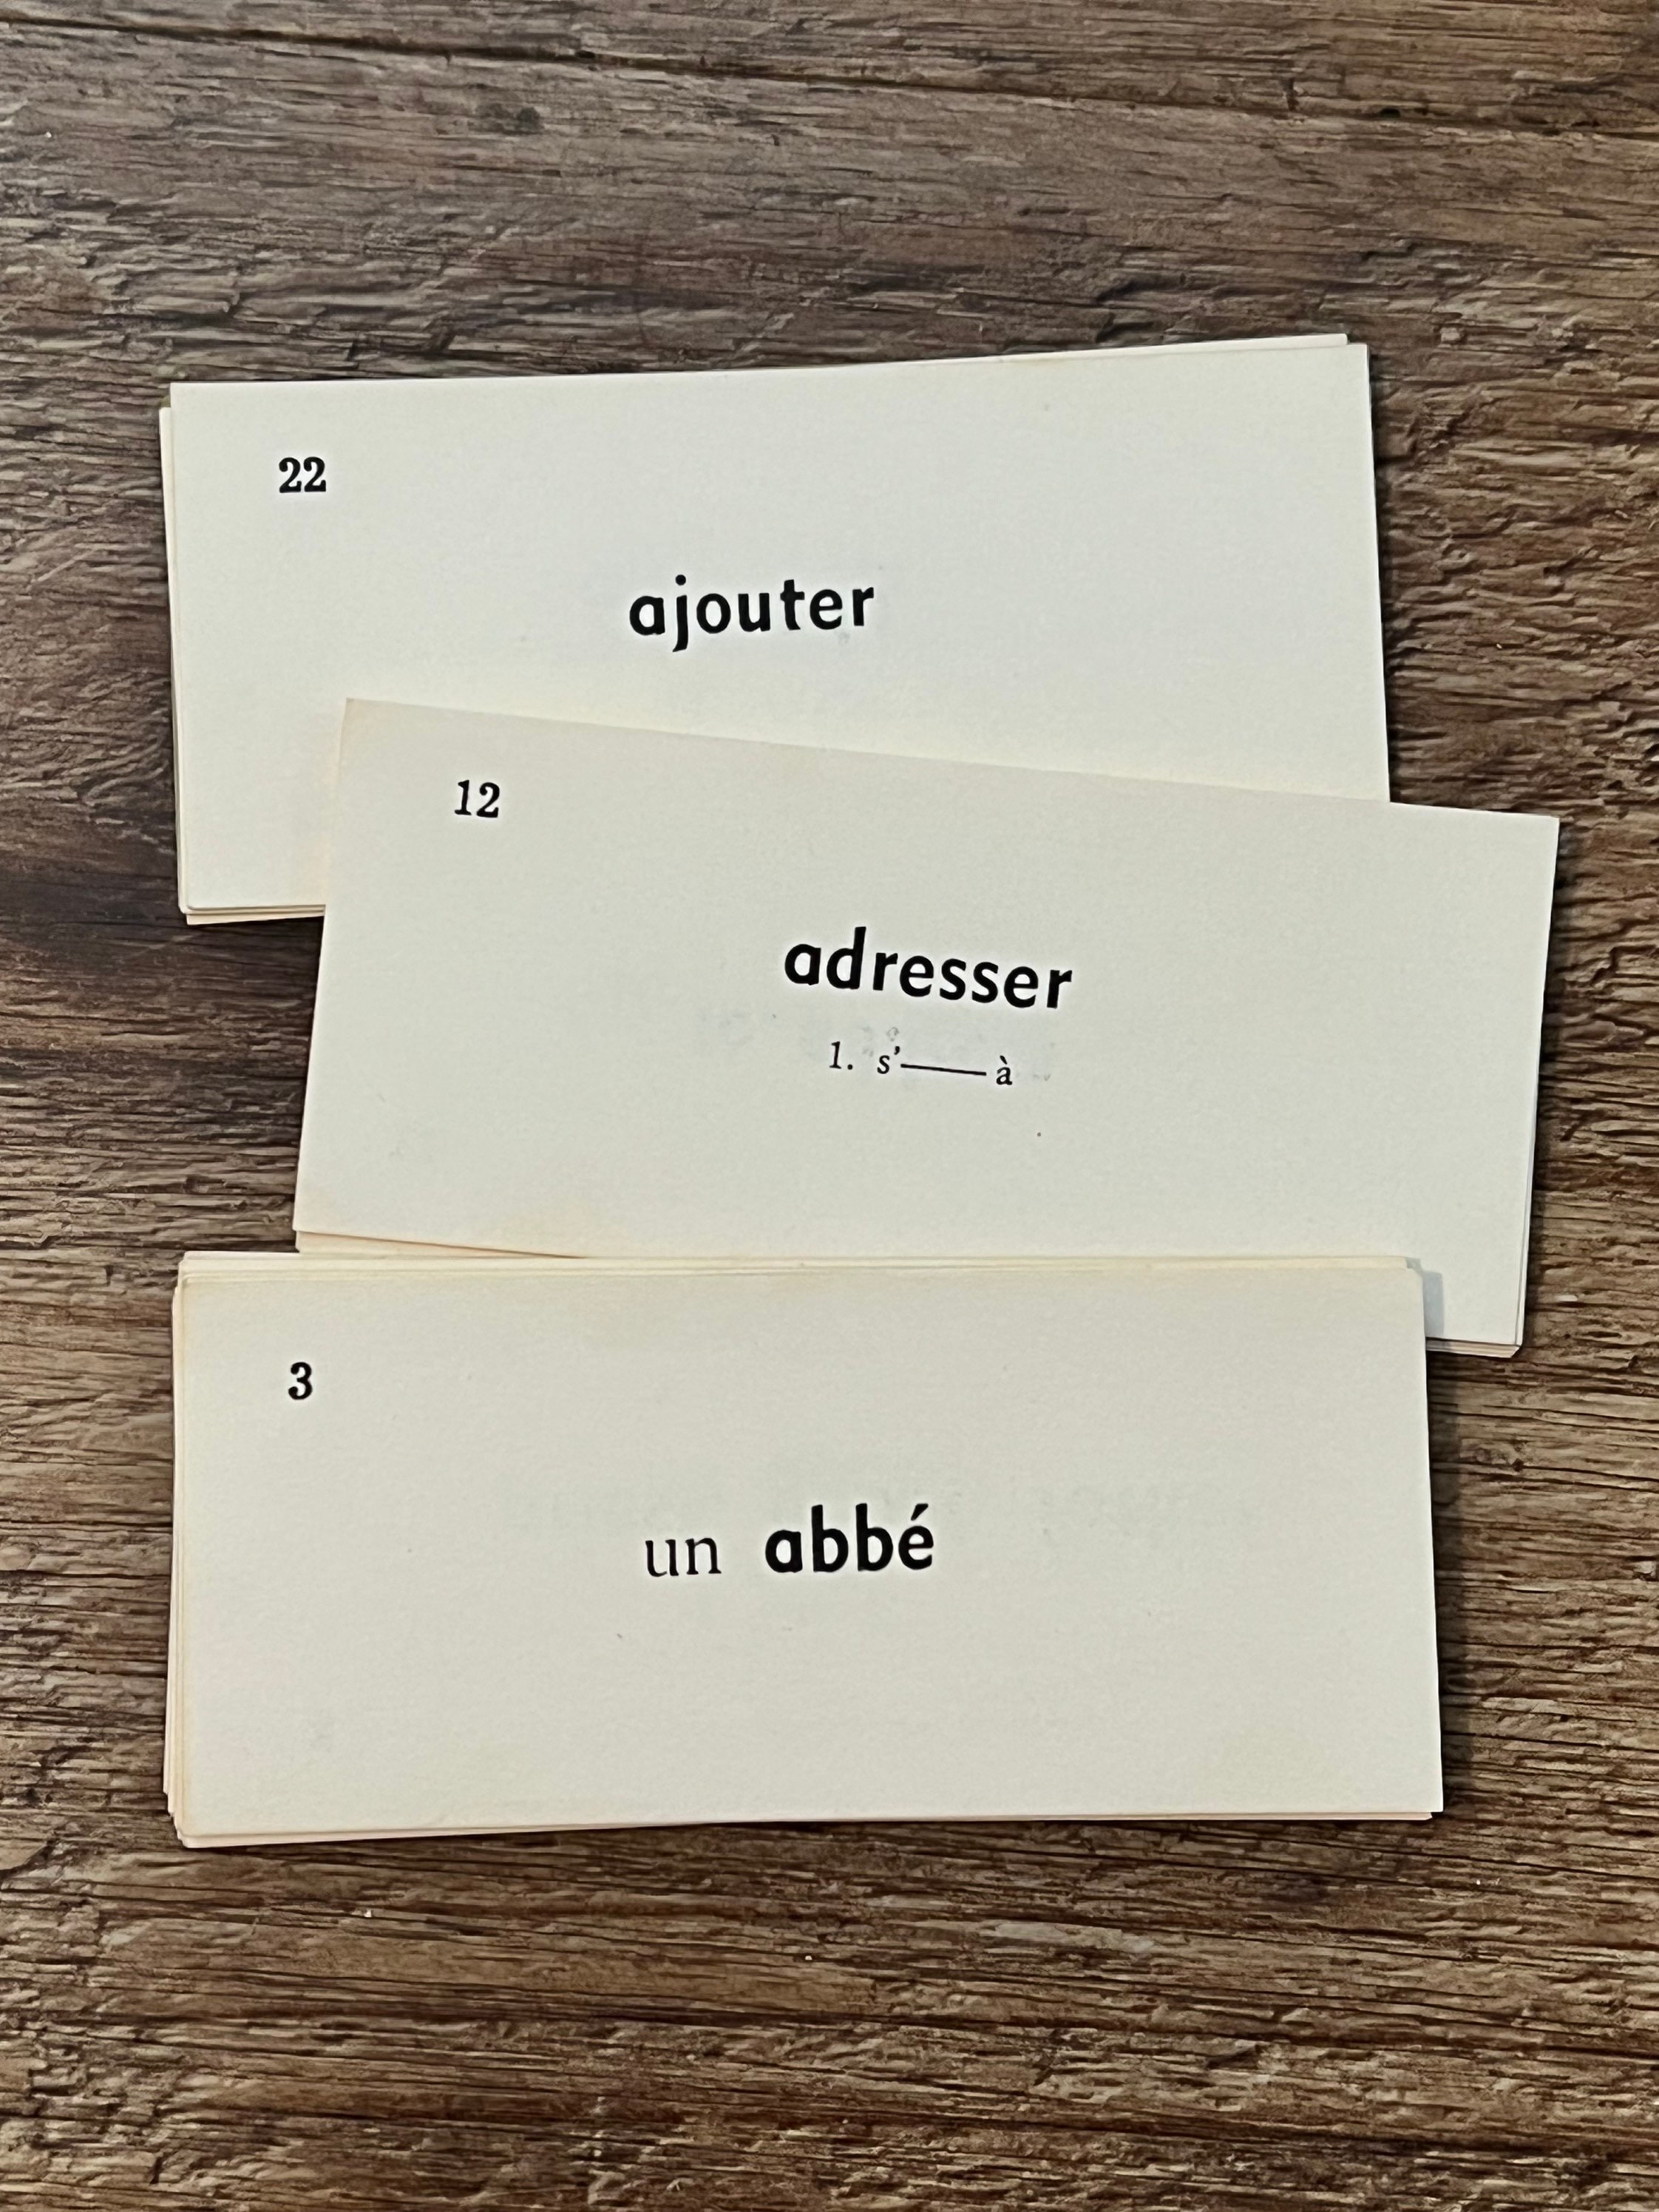 22
ajouter
12
adresser
1. s'—— à
3
un abbé